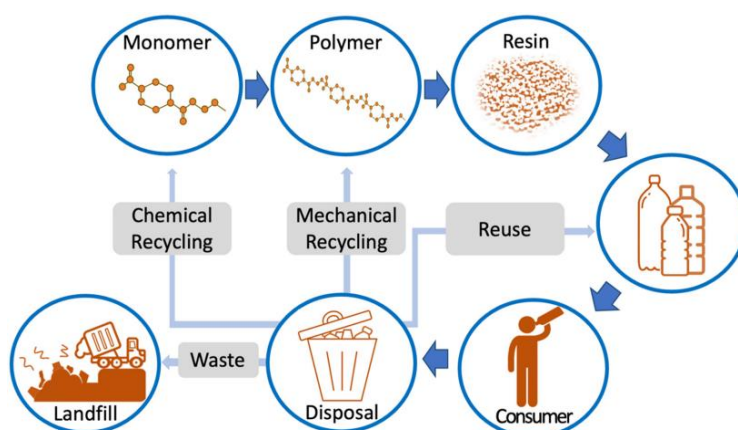 Monomer
Polymer
Resin
Chemical
Recycling
Mechanical
Recycling
Reuse
Waste
Landfill
Disposal
Consumer